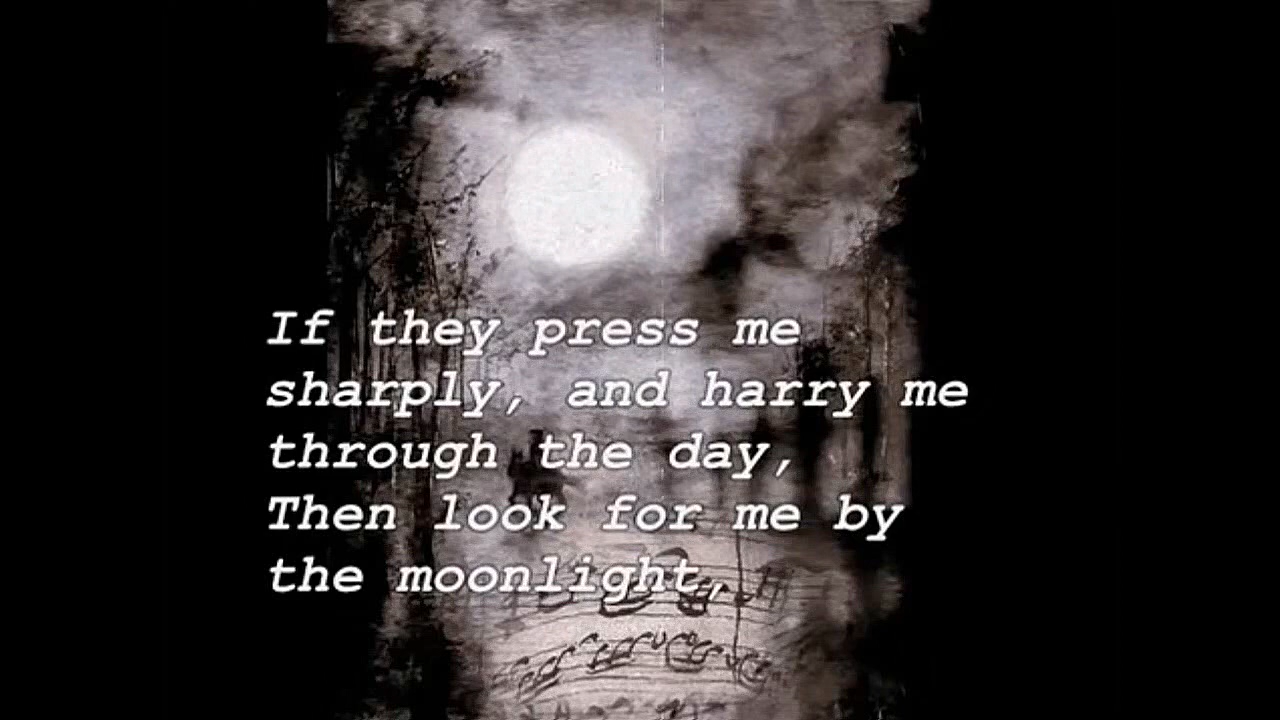 If they press me
sharply, and harry me
through the day,
Then look for me by
the moonlight,